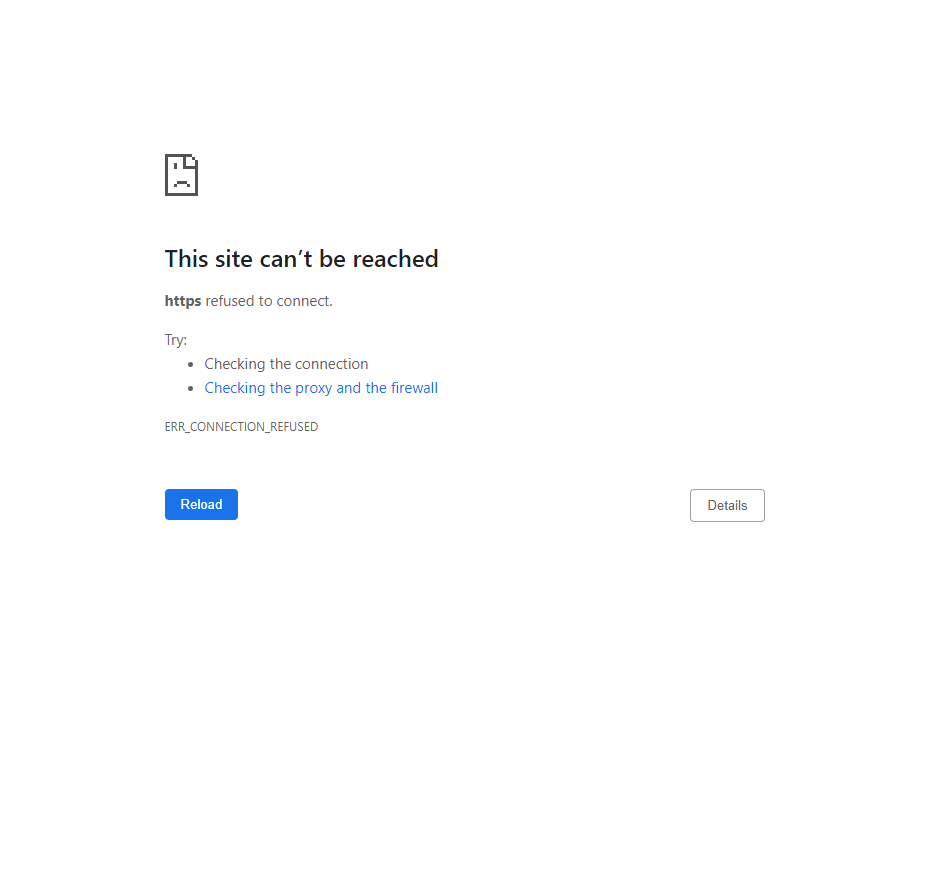 This site can’t be reached
https refused to connect.
Try:
Checking the connection
Checking the proxy and the firewall
ERR_CONNECTION_REFUSED
Reload
Details